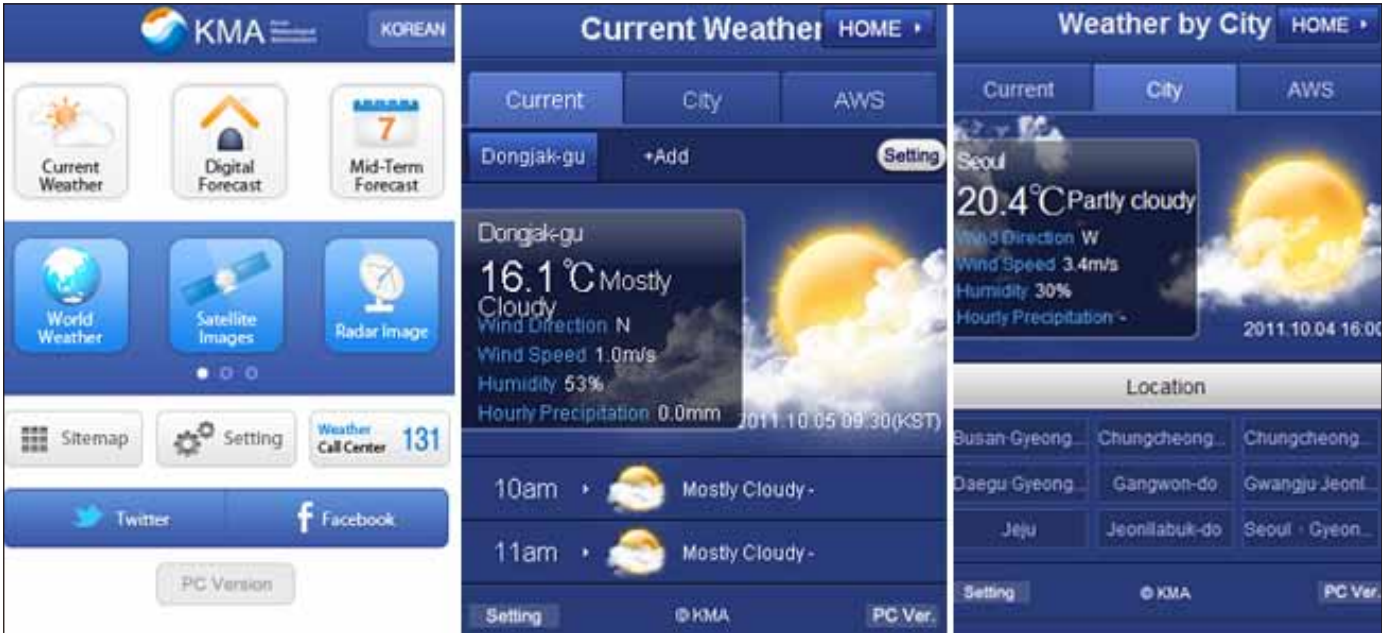 KMA
KOREAN
Current
Weather
Digital
Forecast
7
Mid-Term
Forecast
World
Weather
Satellite
Images
Radar Image
Sitemap
Setting
Weather
Call Center 131
Twitter
Facebook
PC Version
Current Weather
HOME
Current
City
AWS
Dongjak-gu
+Add
Setting
Dongjak-gu
16.1℃ Mostly
Cloudy
Wind Direction N
Wind Speed 1.0m/s
Humidity 53%
Hourly Precipitation 0.0mm
2011.10.05 09.30(KST)
10am Mostly Cloudy -
11am Mostly Cloudy -
Setting
© KMA
PC Ver.
Weather by City
HOME
Current
City
AWS
Seoul
20.4℃ Partly cloudy
Wind Direction W
Wind Speed 3.4m/s
Humidity 30%
Hourly Precipitation -
2011.10.04 16:00
Location
Busan·Gyeong...
Chungcheong...
Chungcheong...
Daegu·Gyeong...
Gangwon-do
Gwangju·Jeonl...
Jeju
Jeonllabuk-do
Seoul · Gyeon...
Setting
© KMA
PC Ver.